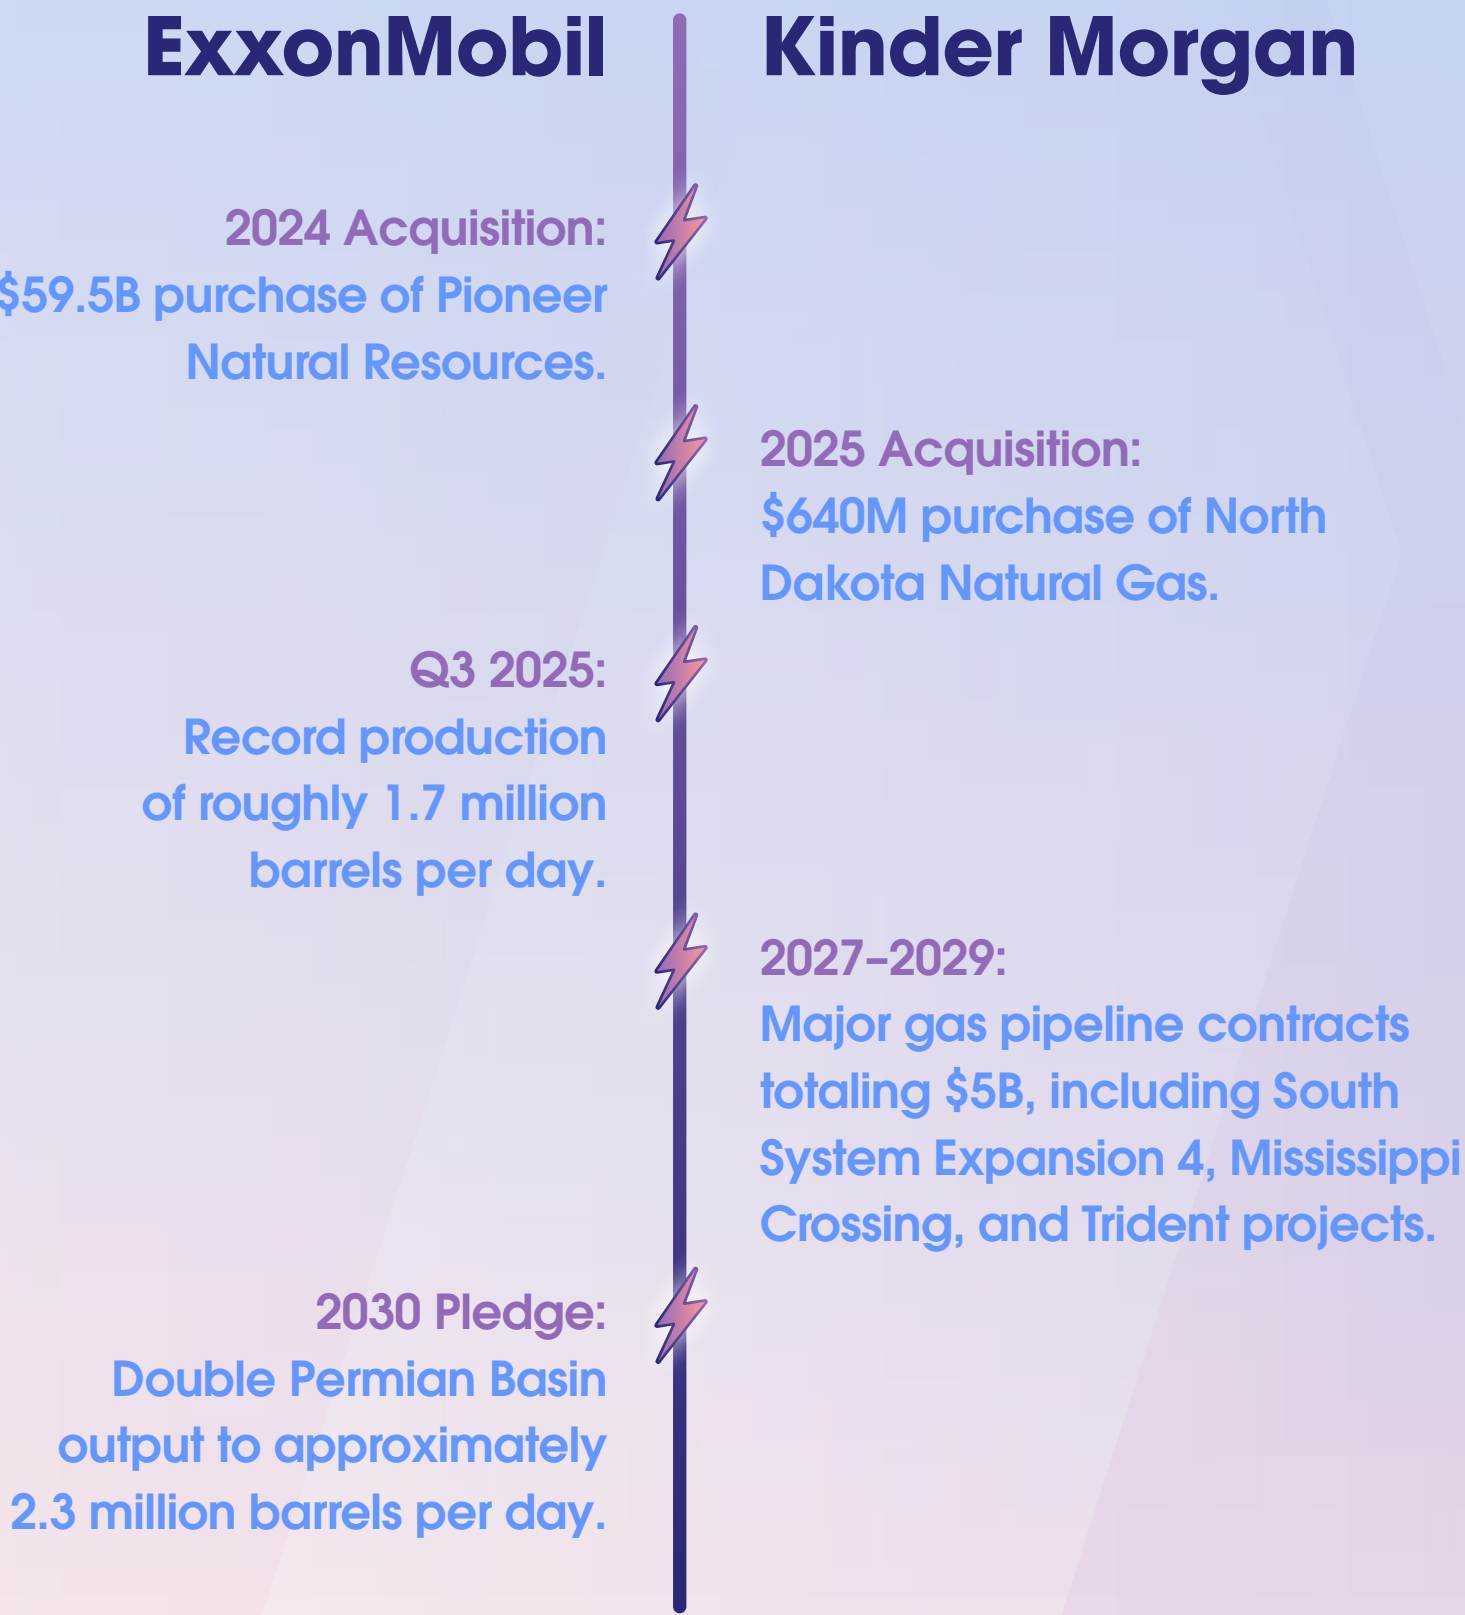 ExxonMobil
Kinder Morgan
2024 Acquisition:
$59.5B purchase of Pioneer
Natural Resources.
2025 Acquisition:
$640M purchase of North
Dakota Natural Gas.
Q3 2025:
Record production
of roughly 1.7 million
barrels per day.
2027–2029:
Major gas pipeline contracts
totaling $5B, including South
System Expansion 4, Mississippi
Crossing, and Trident projects.
2030 Pledge:
Double Permian Basin
output to approximately
2.3 million barrels per day.